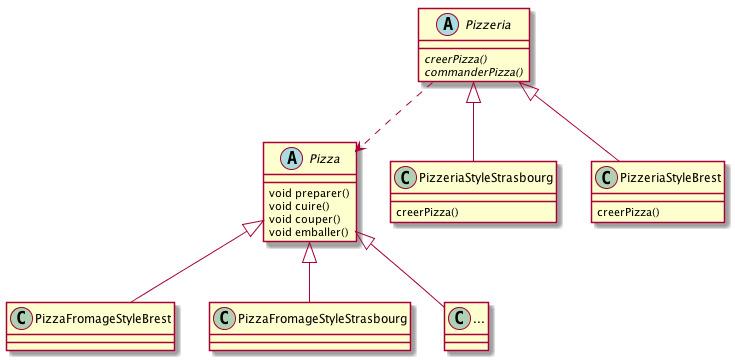 A Pizzeria
creerPizza()
commanderPizza()
A Pizza
void preparer()
void cuire()
void couper()
void emballer()
C PizzeriaStyleStrasbourg
creerPizza()
C PizzeriaStyleBrest
creerPizza()
C PizzaFromageStyleBrest
C PizzaFromageStyleStrasbourg
C ...